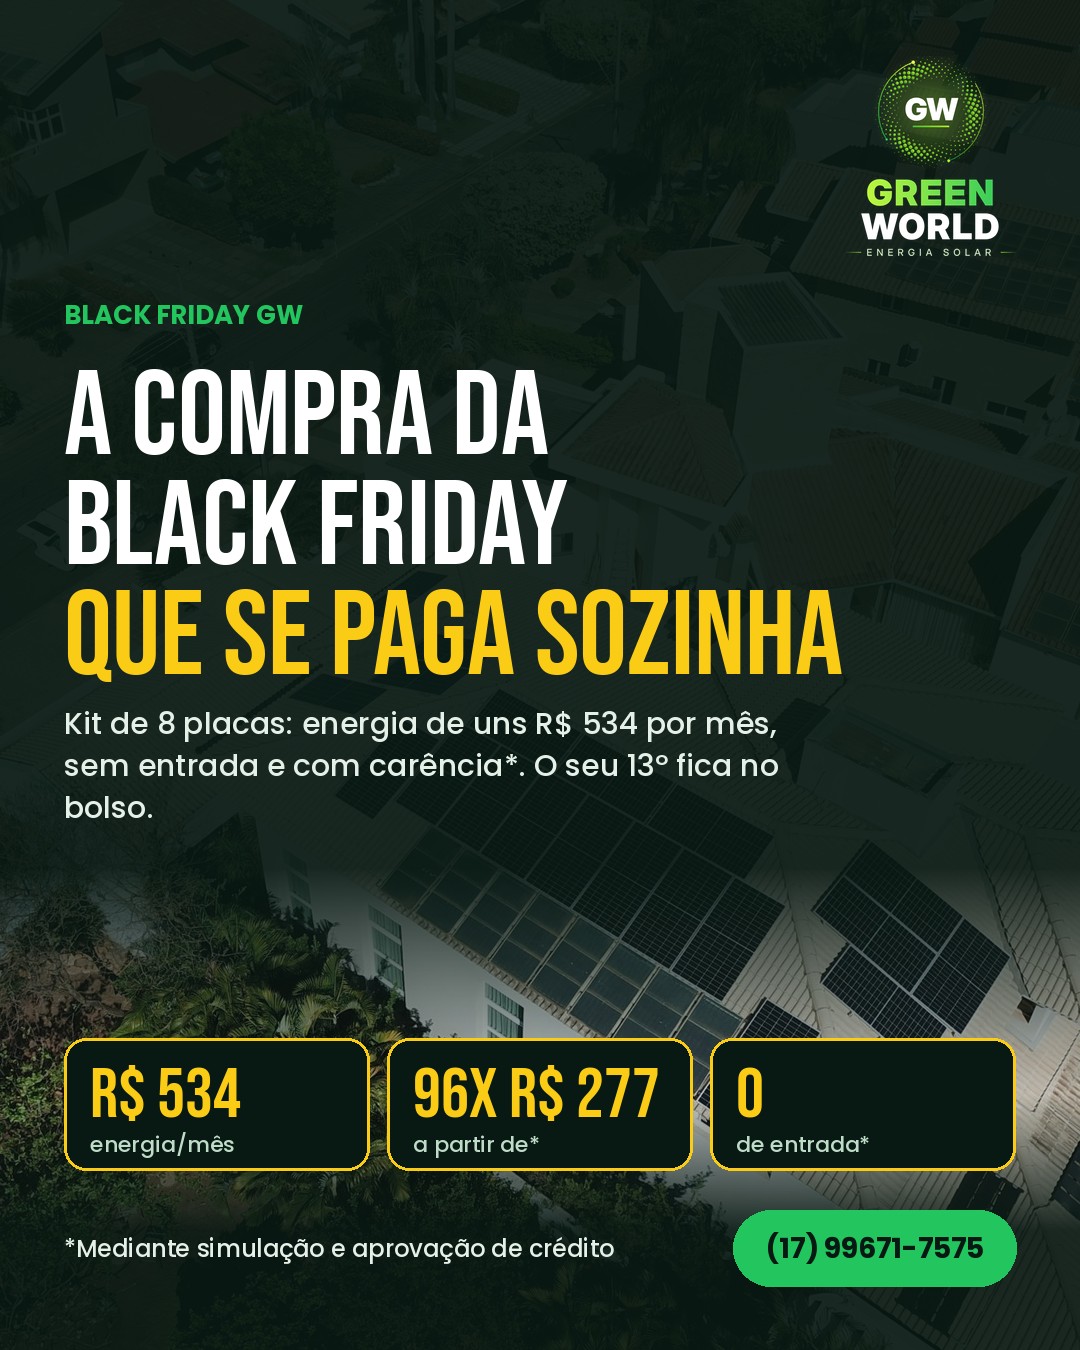 GW
GREEN
WORLD
ENERGIA SOLAR
BLACK FRIDAY GW
A COMPRA DA
BLACK FRIDAY
QUE SE PAGA SOZINHA
Kit de 8 placas: energia de uns R$ 534 por mês,
sem entrada e com carência*. O seu 13º fica no
bolso.
R$ 534
energia/mês
96X R$ 277
a partir de*
0
de entrada*
*Mediante simulação e aprovação de crédito
(17) 99671-7575